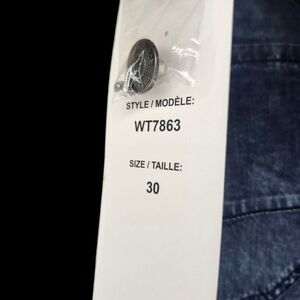 STYLE / MODÈLE:
WT7863
SIZE / TAILLE:
30